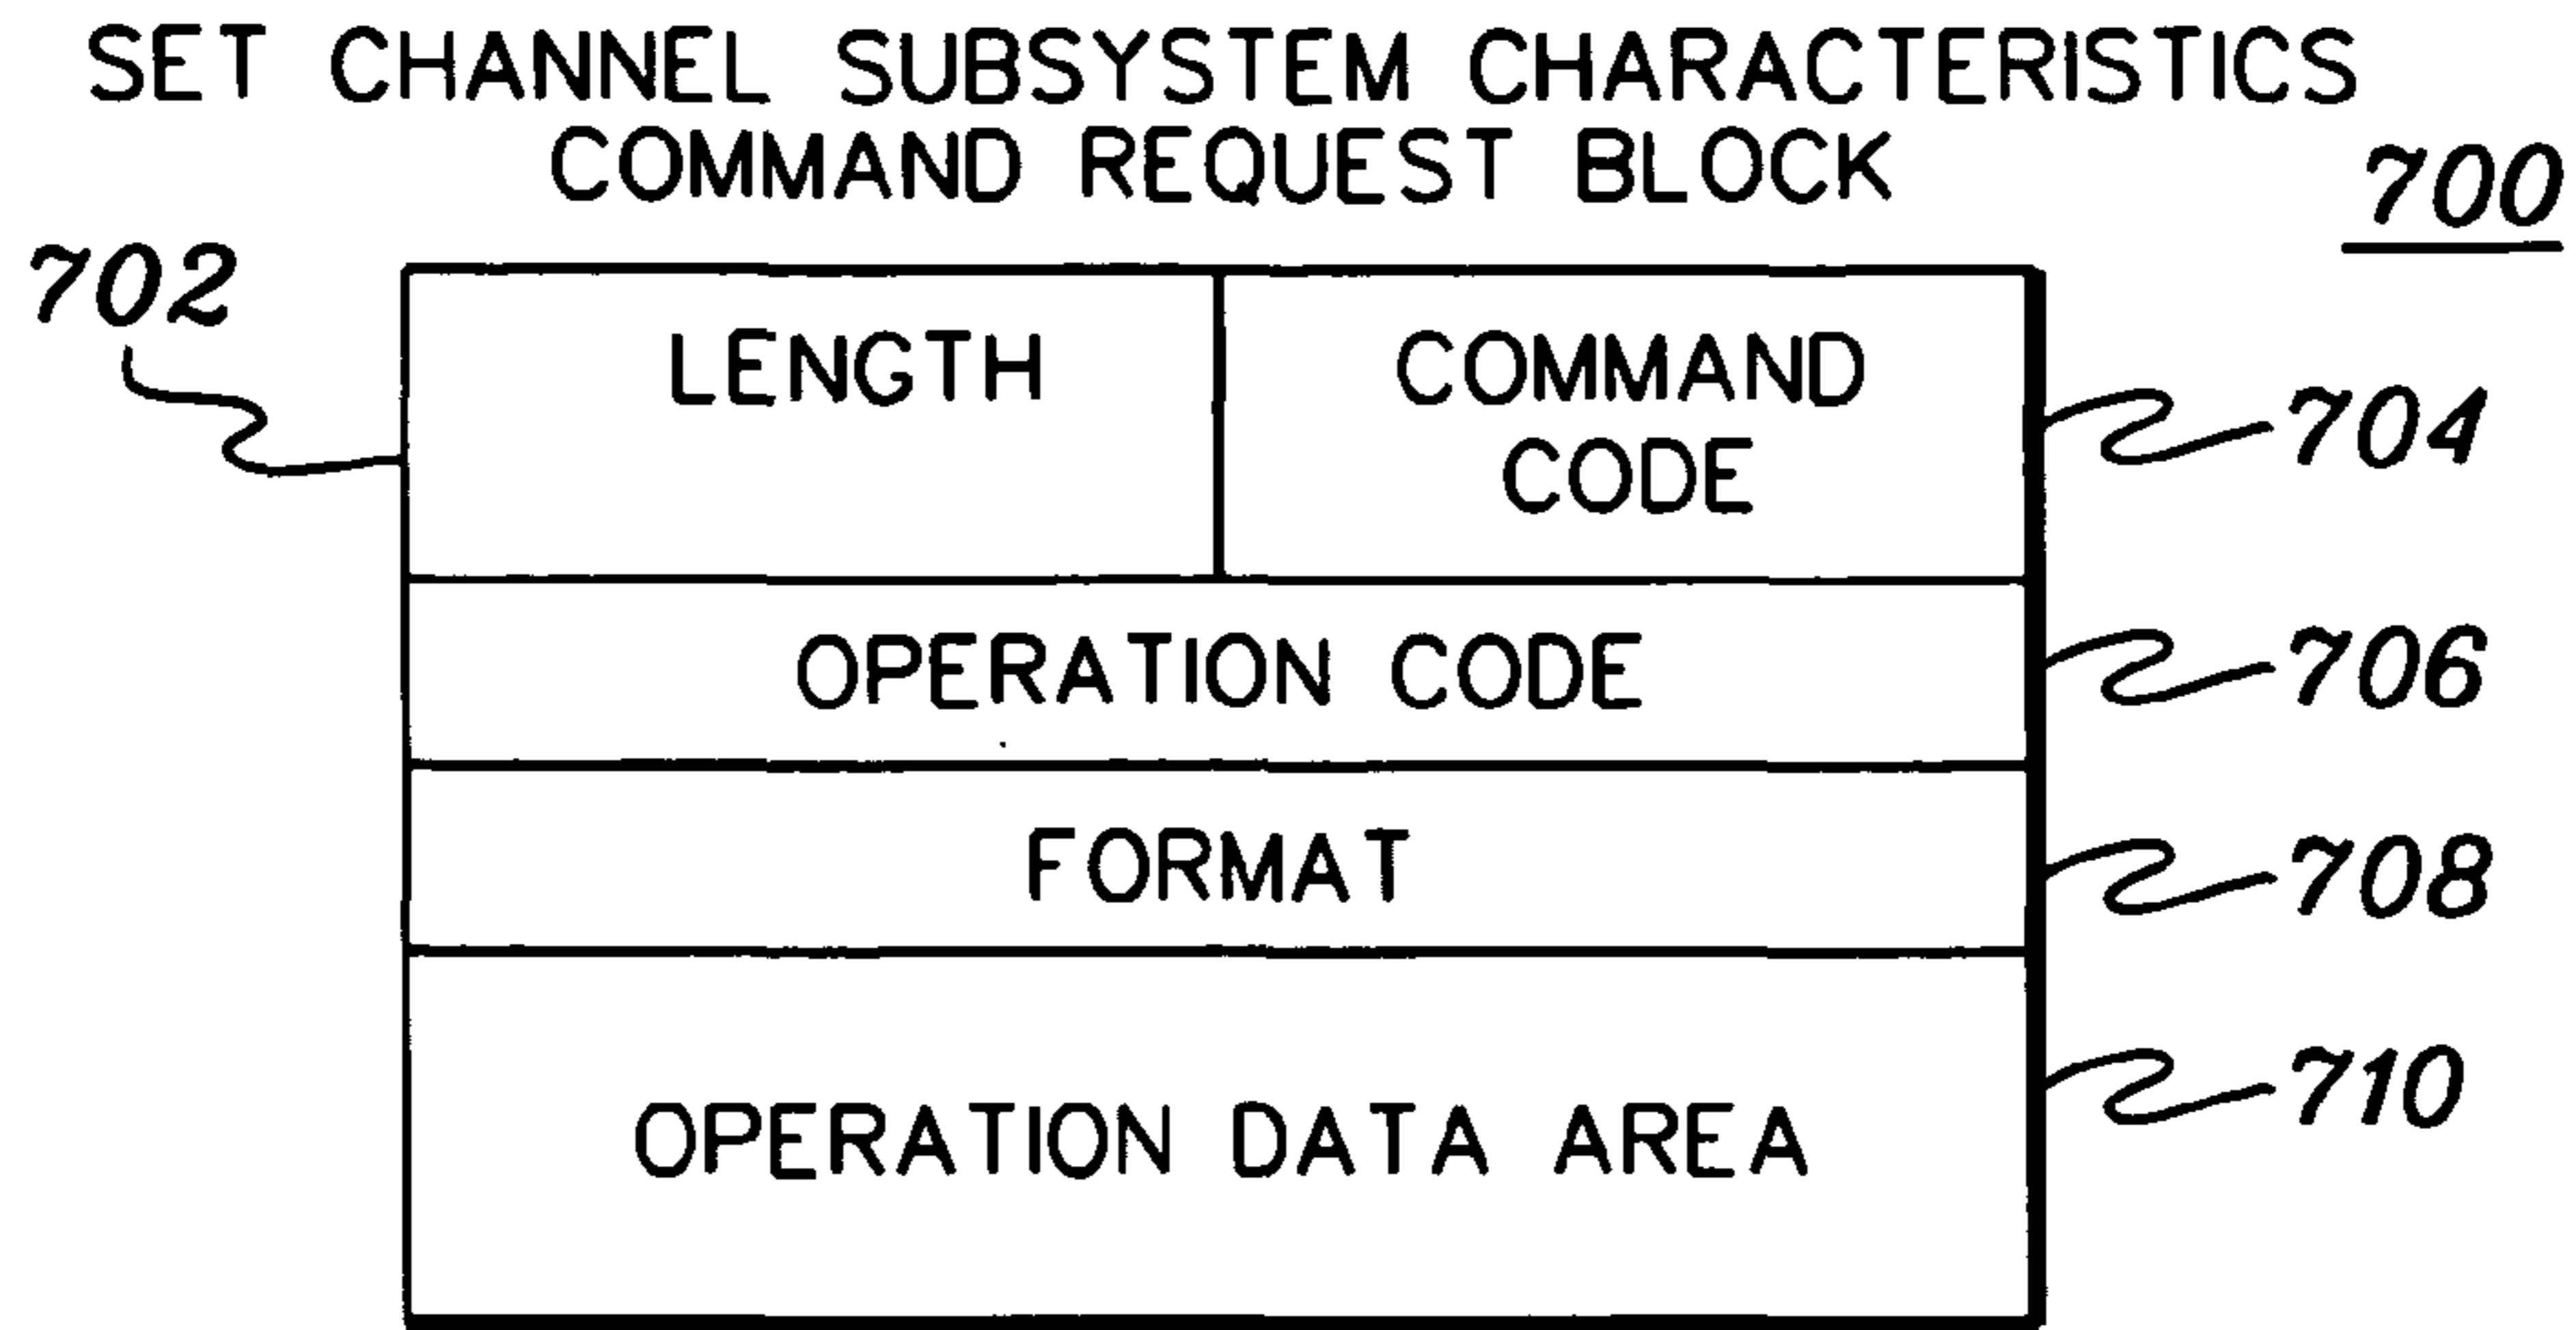 SET CHANNEL SUBSYSTEM CHARACTERISTICS
COMMAND REQUEST BLOCK
700
702
LENGTH
COMMAND
CODE
704
OPERATION CODE
706
FORMAT
708
OPERATION DATA AREA
710